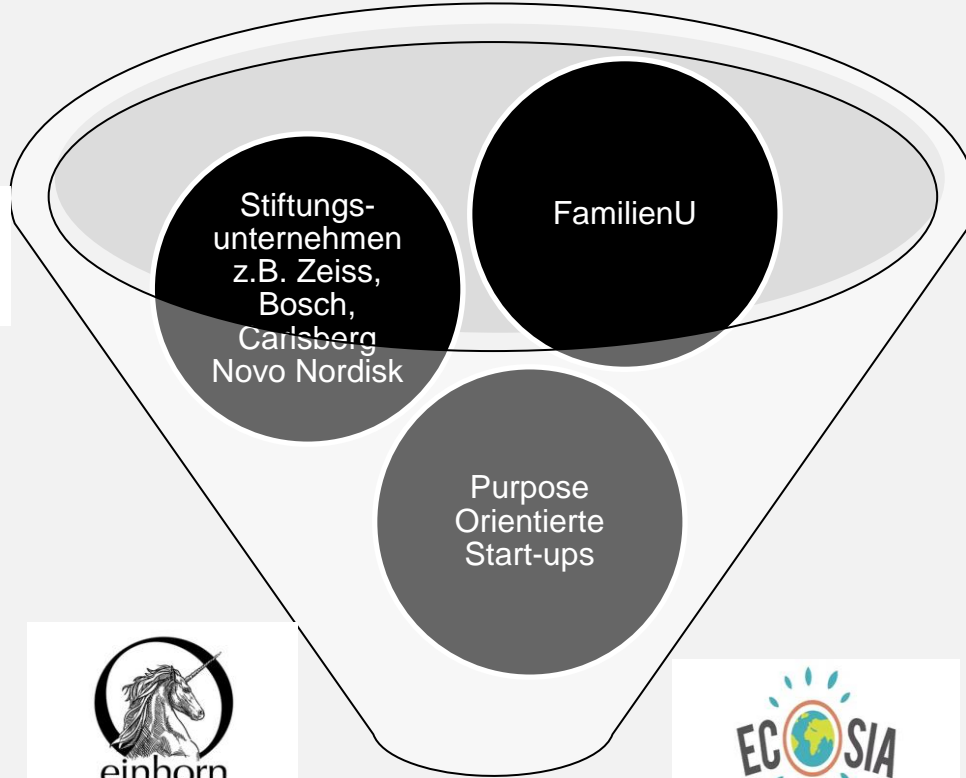 Stiftungs-
unternehmen
z.B. Zeiss,
Bosch,
Carlsberg
Novo Nordisk
FamilienU
Purpose
Orientierte
Start-ups
einhorn
ECOSIA